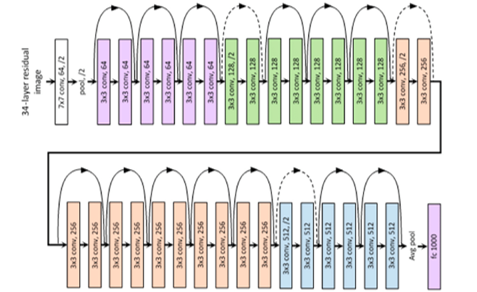 34-layer residual
image
7x7 conv, 64, /2
pool, /2
3x3 conv, 64
3x3 conv, 64
3x3 conv, 64
3x3 conv, 64
3x3 conv, 64
3x3 conv, 64
3x3 conv, 128, /2
3x3 conv, 128
3x3 conv, 128
3x3 conv, 128
3x3 conv, 128
3x3 conv, 128
3x3 conv, 128
3x3 conv, 128
3x3 conv, 256, /2
3x3 conv, 256
3x3 conv, 256
3x3 conv, 256
3x3 conv, 256
3x3 conv, 256
3x3 conv, 256
3x3 conv, 256
3x3 conv, 256
3x3 conv, 256
3x3 conv, 256
3x3 conv, 256
3x3 conv, 512, /2
3x3 conv, 512
3x3 conv, 512
3x3 conv, 512
3x3 conv, 512
3x3 conv, 512
Avg pool
fc 1000